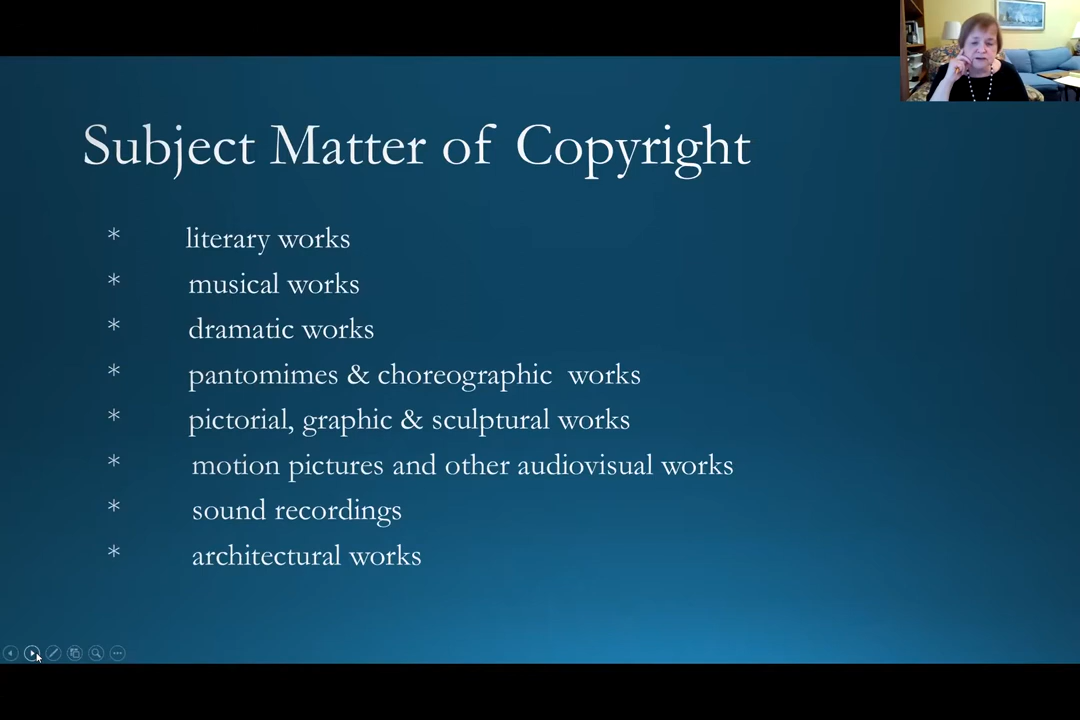 Subject Matter of Copyright
* literary works
* musical works
* dramatic works
* pantomimes & choreographic works
* pictorial, graphic & sculptural works
* motion pictures and other audiovisual works
* sound recordings
* architectural works